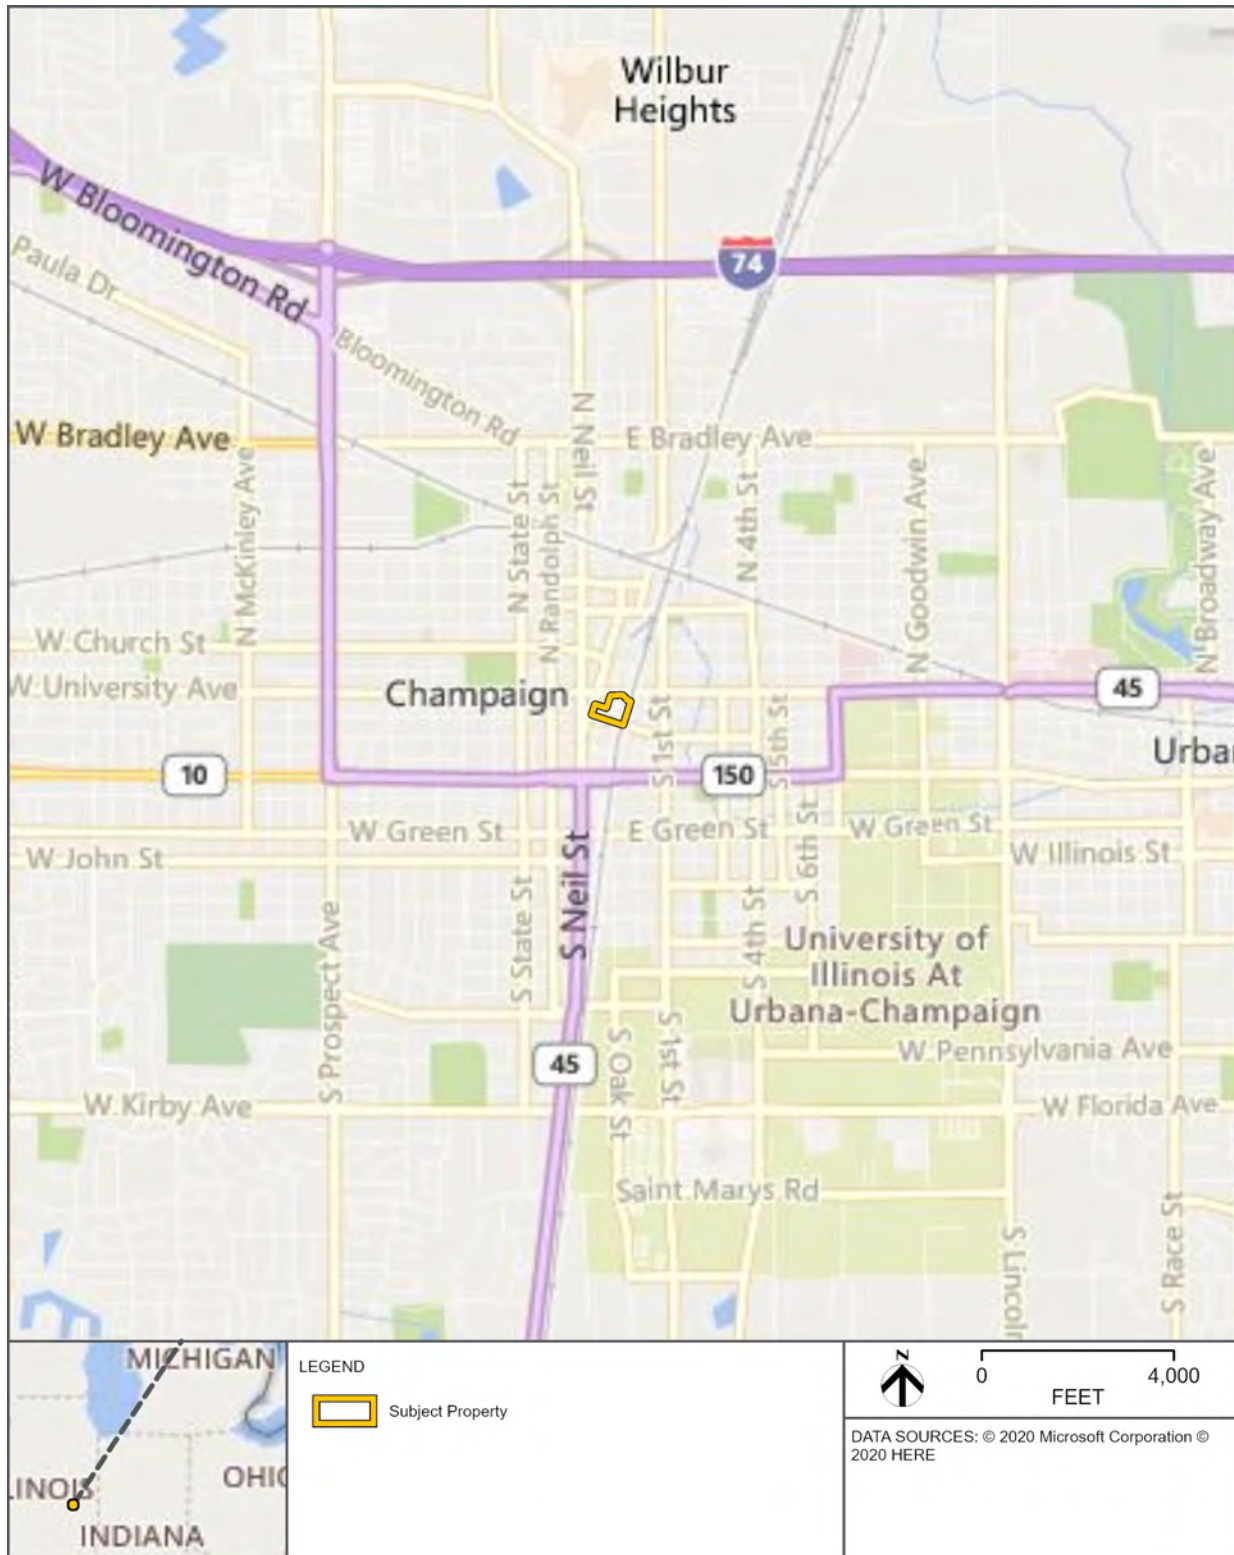 Wilbur
Heights
W Bloomington Rd
74
Paula Dr
Bloomington Rd
N Neil St
W Bradley Ave
E Bradley Ave
N McKinley Ave
N State St
N Randolph St
N 4th St
N Goodwin Ave
N Broadway Ave
W Church St
W University Ave
Champaign
45
S 1st St
S 5th St
10
150
W Green St
E Green St
W Green St
W John St
W Illinois St
S 6th St
S Neil St
S State St
S 4th St
University of
Illinois At
Urbana-Champaign
S Prospect Ave
S Oak St
S 1st St
45
W Pennsylvania Ave
W Kirby Ave
W Florida Ave
Saint Marys Rd
S Race St
MICHIGAN
INDIANA
LEGEND
Subject Property
N
0 4,000
FEET
DATA SOURCES: © 2020 Microsoft Corporation ©
2020 HERE